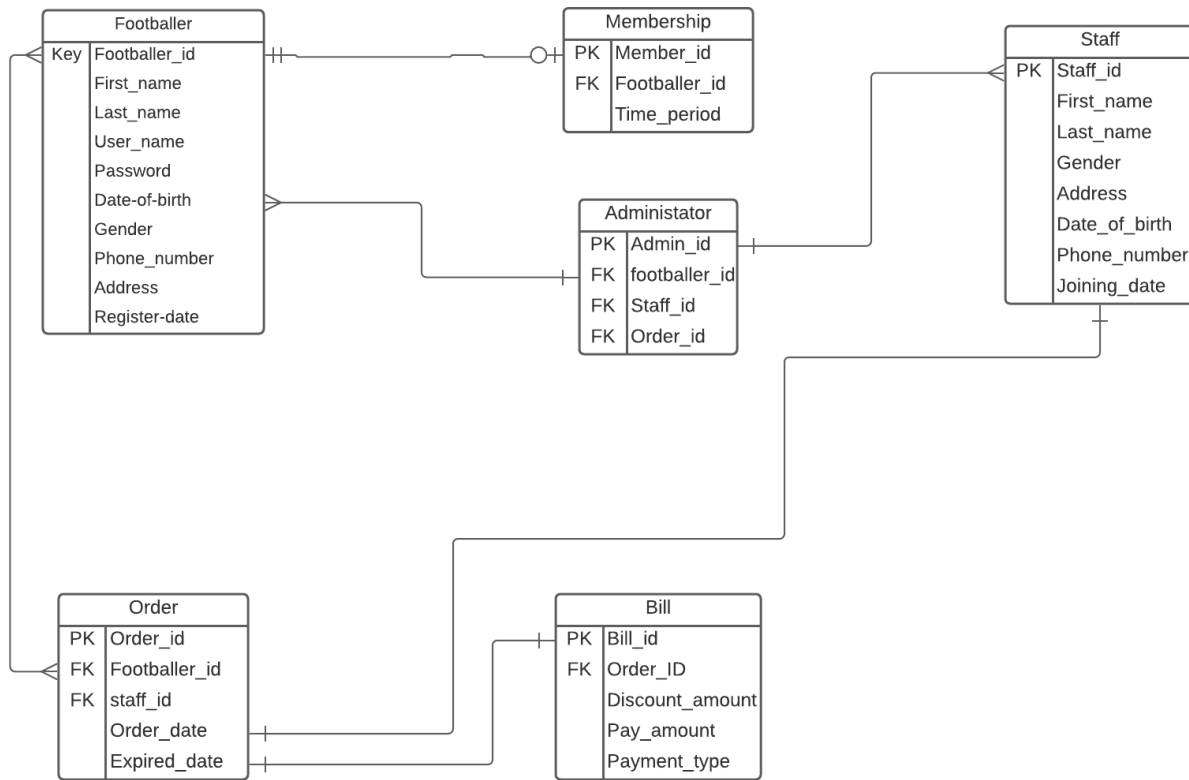 Footballer
Key Footballer_id
First_name
Last_name
User_name
Password
Date-of-birth
Gender
Phone_number
Address
Register-date
Membership
PK Member_id
FK Footballer_id
Time_period
Administator
PK Admin_id
FK footballer_id
FK Staff_id
FK Order_id
Staff
PK Staff_id
First_name
Last_name
Gender
Address
Date_of_birth
Phone_number
Joining_date
Order
PK Order_id
FK Footballer_id
FK staff_id
Order_date
Expired_date
Bill
PK Bill_id
FK Order_ID
Discount_amount
Pay_amount
Payment_type